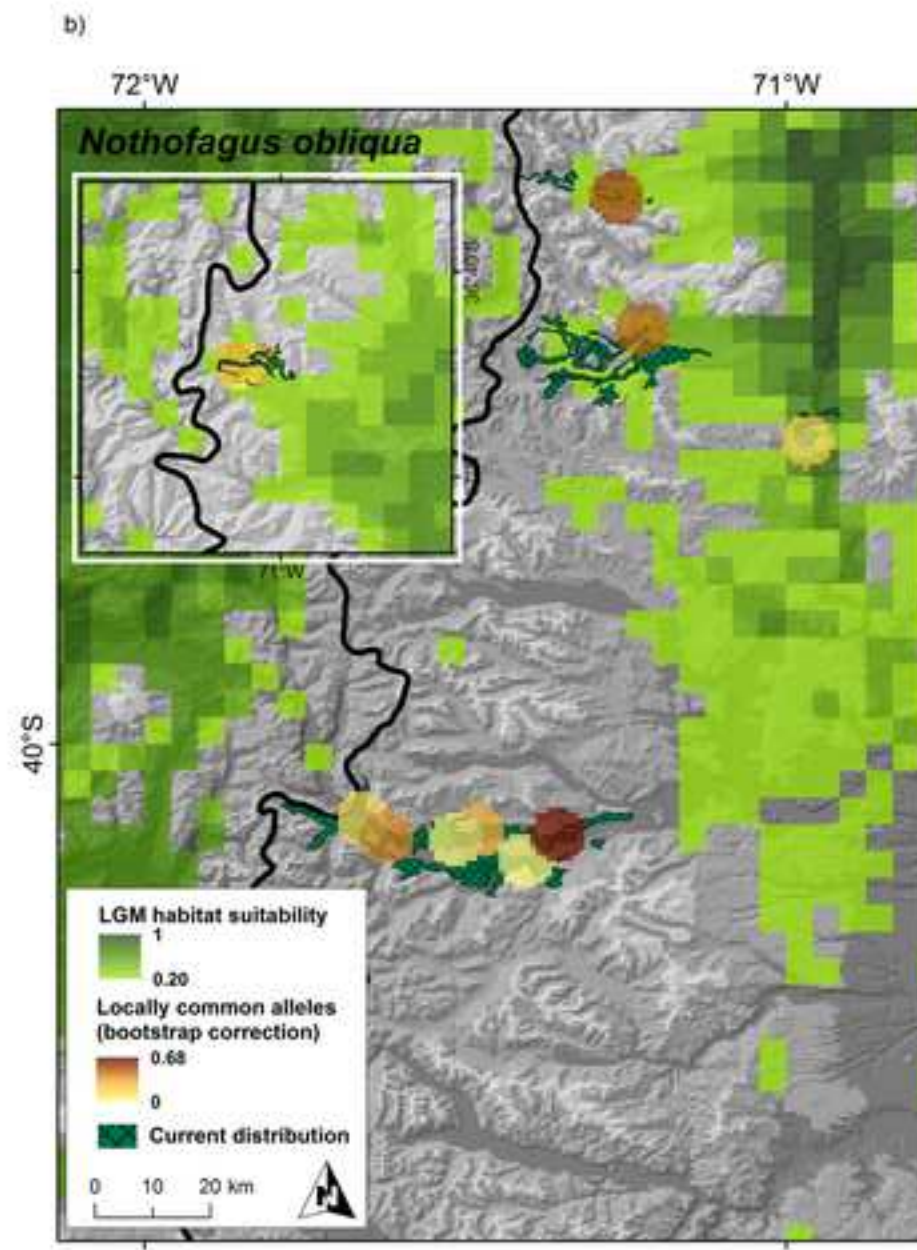 b)
72°W
71°W
Nothofagus obliqua
71°W
40°S
LGM habitat suitability
1
0.20
Locally common alleles
(bootstrap correction)
0.68
0
Current distribution
0 10 20 km
N